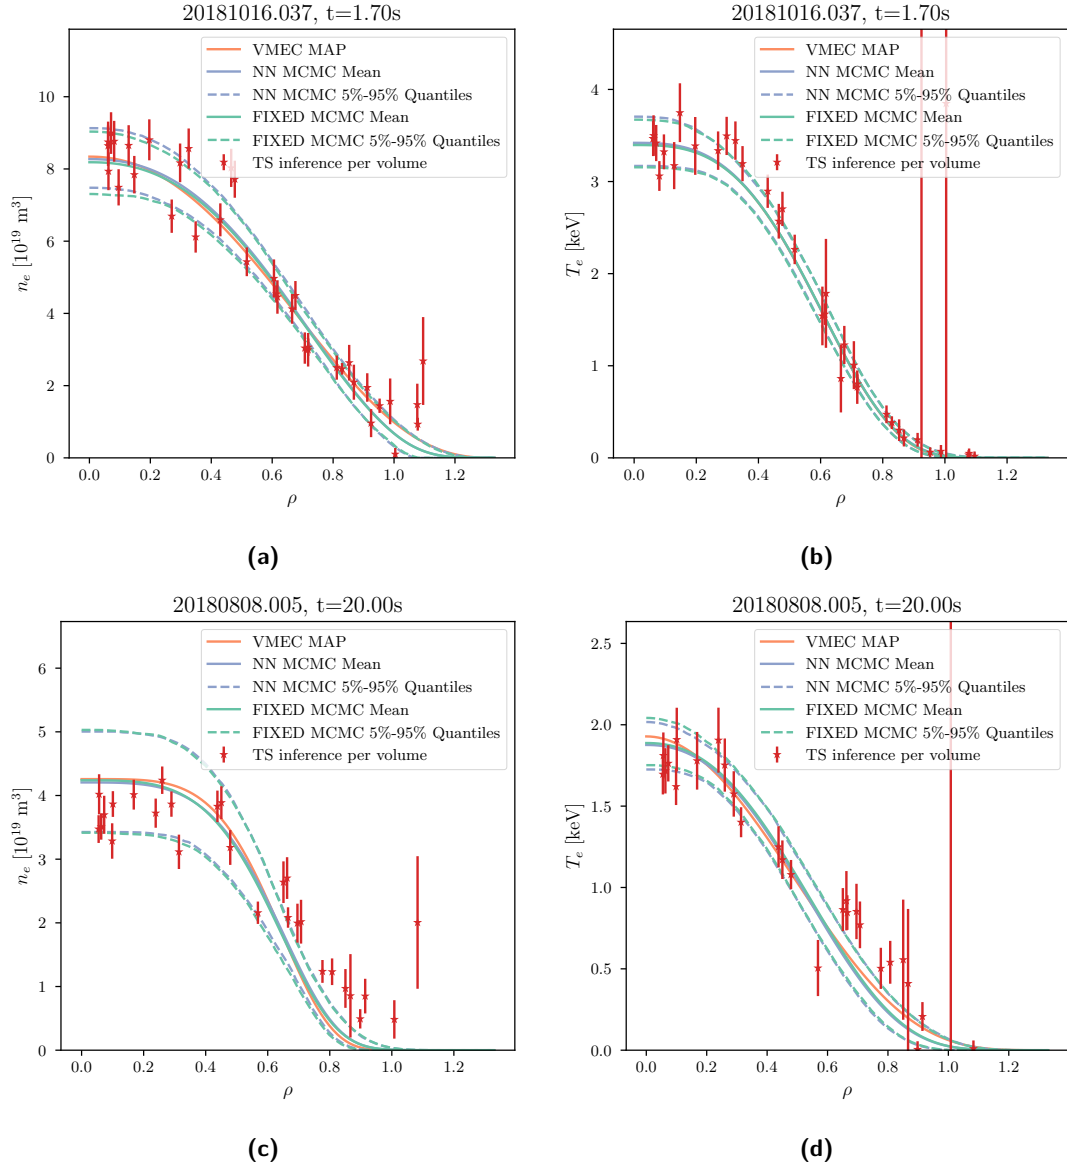 20181016.037, t=1.70s
VMEC MAP
NN MCMC Mean
NN MCMC 5%-95% Quantiles
FIXED MCMC Mean
FIXED MCMC 5%-95% Quantiles
TS inference per volume
10
8
6
4
2
0
n_e [10^19 m^3]
0.0 0.2 0.4 0.6 0.8 1.0 1.2
ρ
(a)
20181016.037, t=1.70s
VMEC MAP
NN MCMC Mean
NN MCMC 5%-95% Quantiles
FIXED MCMC Mean
FIXED MCMC 5%-95% Quantiles
TS inference per volume
4
3
2
1
0
T_e [keV]
0.0 0.2 0.4 0.6 0.8 1.0 1.2
ρ
(b)
20180808.005, t=20.00s
VMEC MAP
NN MCMC Mean
NN MCMC 5%-95% Quantiles
FIXED MCMC Mean
FIXED MCMC 5%-95% Quantiles
TS inference per volume
6
5
4
3
2
1
0
n_e [10^19 m^3]
0.0 0.2 0.4 0.6 0.8 1.0 1.2
ρ
(c)
20180808.005, t=20.00s
VMEC MAP
NN MCMC Mean
NN MCMC 5%-95% Quantiles
FIXED MCMC Mean
FIXED MCMC 5%-95% Quantiles
TS inference per volume
2.5
2.0
1.5
1.0
0.5
0.0
T_e [keV]
0.0 0.2 0.4 0.6 0.8 1.0 1.2
ρ
(d)